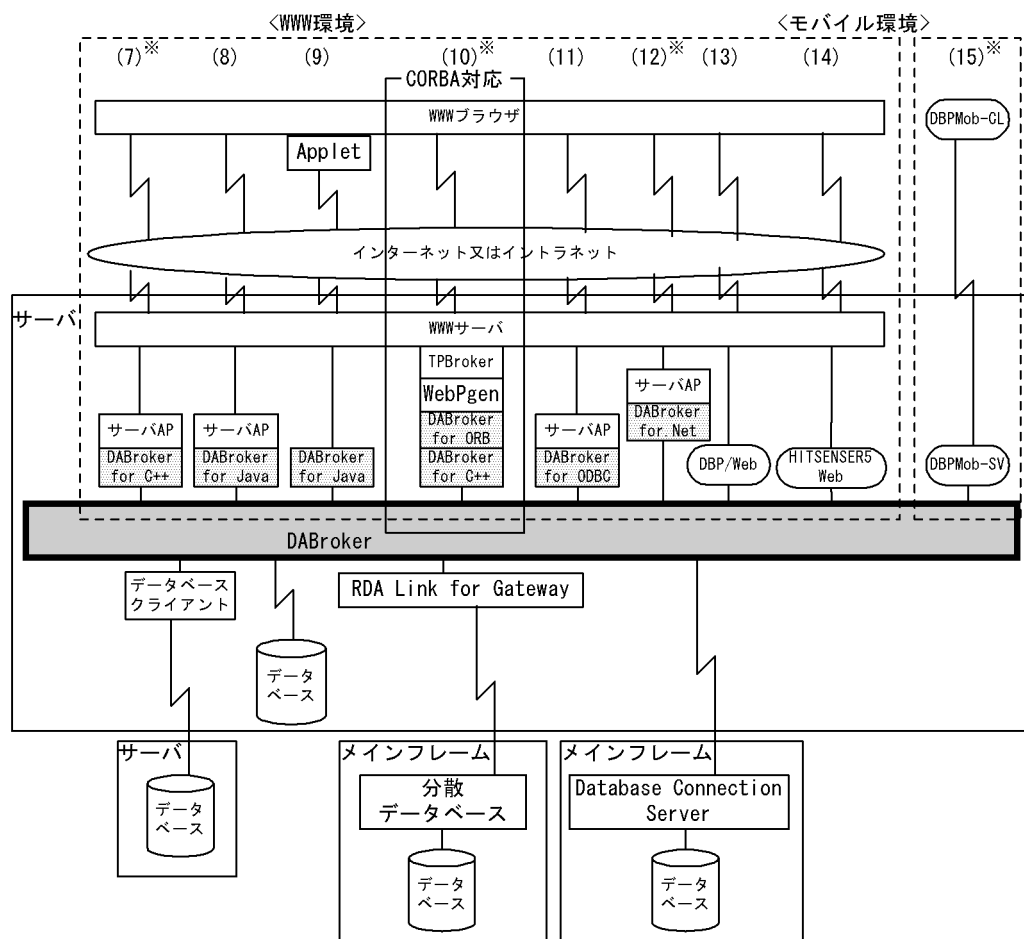 <WWW環境>
<モバイル環境>
(7)※
(8)
(9)
(10)※
(11)
(12)※
(13)
(14)
(15)※
CORBA対応
WWWブラウザ
DBPMob-CL
Applet
インターネット又はイントラネット
サーバ
WWWサーバ
サーバAP
DABroker
for C++
サーバAP
DABroker
for Java
DABroker
for Java
TPBroker
WebPgen
DABroker
for ORB
DABroker
for C++
サーバAP
DABroker
for ODBC
サーバAP
DABroker
for Net
DBP/Web
HITSENSER5
Web
DBPMob-SV
DABroker
データベース
クライアント
RDA Link for Gateway
データ
ベース
サーバ
データ
ベース
メインフレーム
分散
データベース
データ
ベース
メインフレーム
Database Connection
Server
データ
ベース